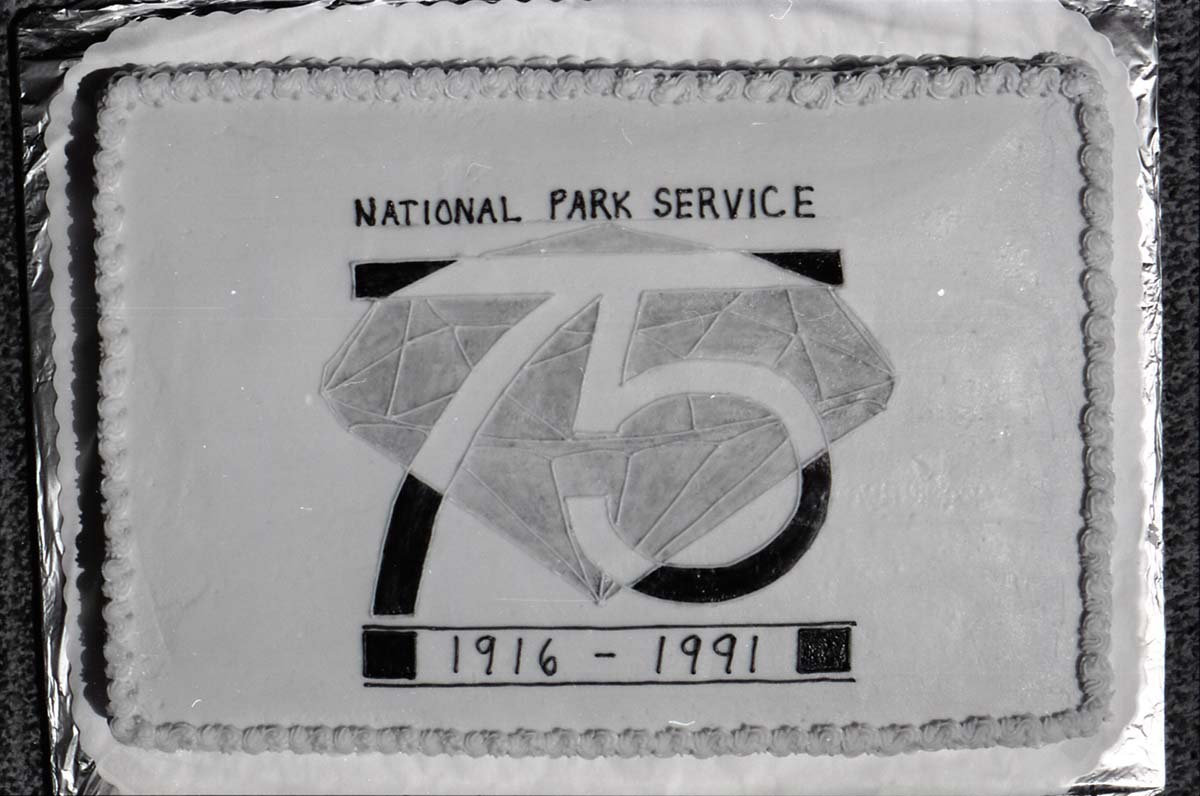 NATIONAL PARK SERVICE
75
1916 - 1991